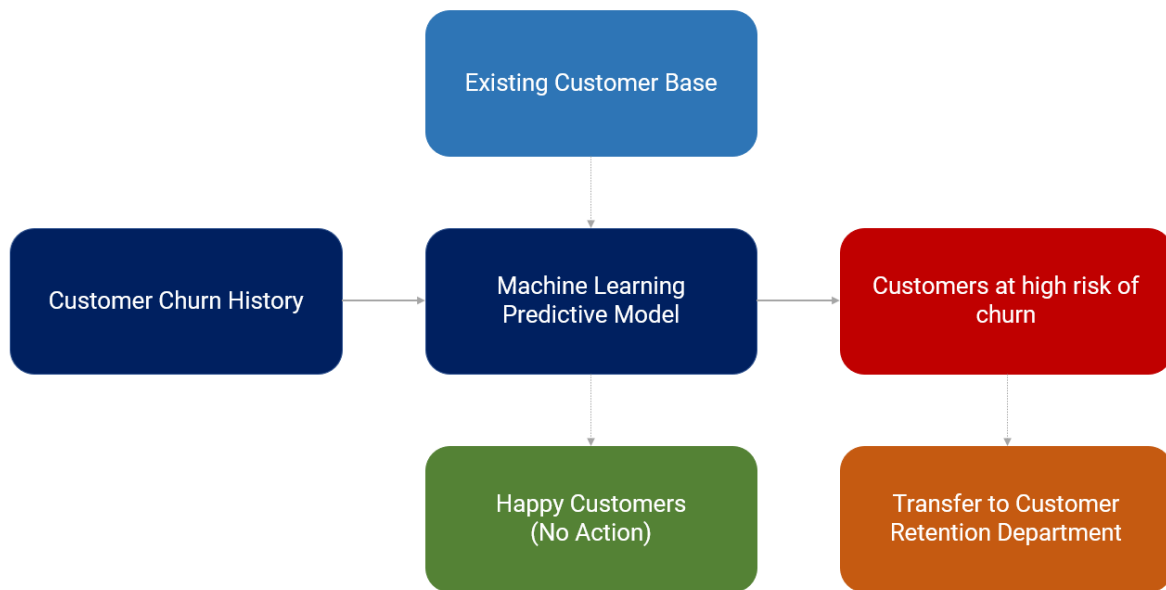 Existing Customer Base
Customer Churn History
Machine Learning
Predictive Model
Customers at high risk of
churn
Happy Customers
(No Action)
Transfer to Customer
Retention Department